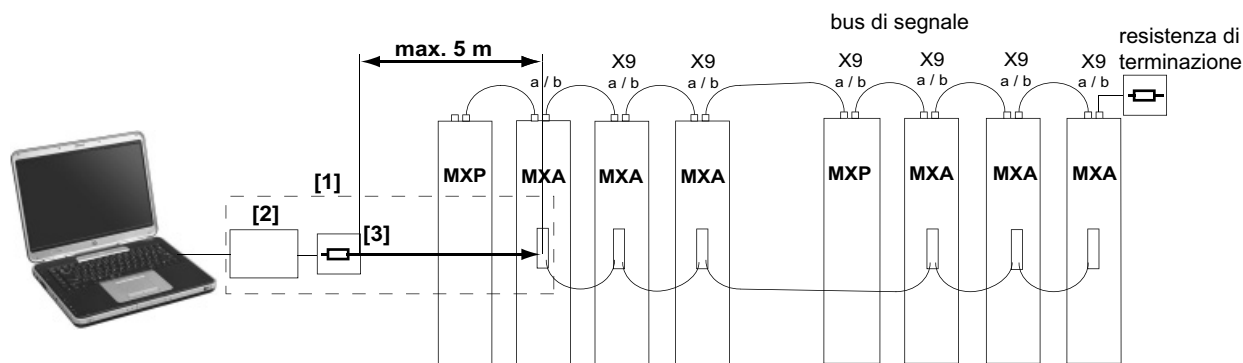 bus di segnale
resistenza di
terminazione
max. 5 m
X9 X9 X9 X9 X9 X9
a / b a / b a / b a / b a / b a / b a / b
MXP MXA MXA MXA MXP MXA MXA MXA
[1]
[2]
[3]